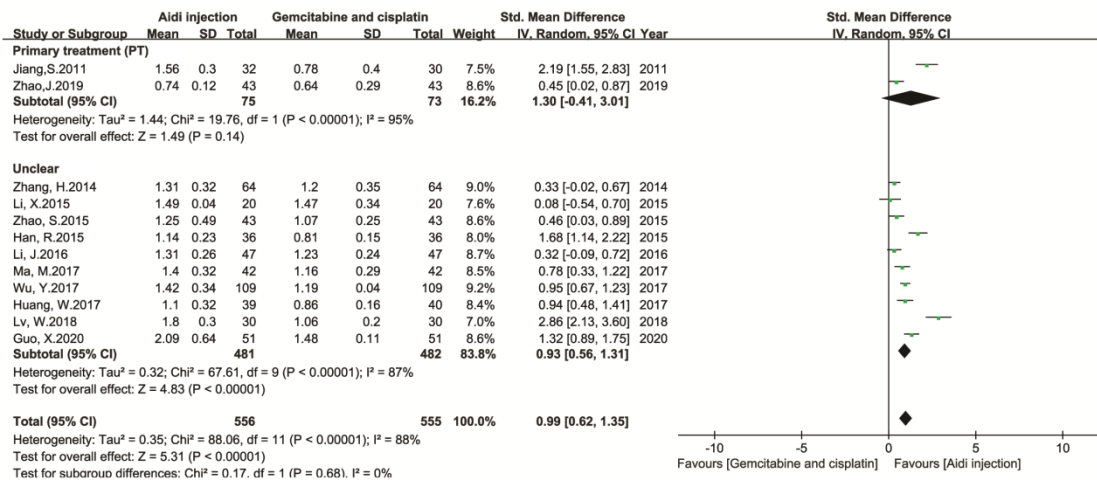 Aidi injection Gemcitabine and cisplatin Std. Mean Difference Std. Mean Difference
Study or Subgroup Mean SD Total Mean SD Total Weight IV. Random. 95% CI Year IV. Random. 95% CI
Primary treatment (PT)
Jiang,S.2011 1.56 0.3 32 0.78 0.4 30 7.5% 2.19 [1.55, 2.83] 2011
Zhao,J.2019 0.74 0.12 43 0.64 0.29 43 8.6% 0.45 [0.02, 0.87] 2019
Subtotal (95% CI) 75 73 16.2% 1.30 [-0.41, 3.01]
Heterogeneity: Tau² = 1.44; Chi² = 19.76, df = 1 (P < 0.00001); I² = 95%
Test for overall effect: Z = 1.49 (P = 0.14)
Unclear
Zhang, H.2014 1.31 0.32 64 1.2 0.35 64 9.0% 0.33 [-0.02, 0.67] 2014
Li, X.2015 1.49 0.04 20 1.47 0.34 20 7.6% 0.08 [-0.54, 0.70] 2015
Zhao, S.2015 1.25 0.49 43 1.07 0.25 43 8.6% 0.46 [0.03, 0.89] 2015
Han, R.2015 1.14 0.23 36 0.81 0.15 36 8.0% 1.68 [1.14, 2.22] 2015
Li, J.2016 1.31 0.26 47 1.23 0.24 47 8.7% 0.32 [-0.09, 0.72] 2016
Ma, M.2017 1.4 0.32 42 1.16 0.29 42 8.5% 0.78 [0.33, 1.22] 2017
Wu, Y.2017 1.42 0.34 109 1.19 0.04 109 9.2% 0.95 [0.67, 1.23] 2017
Huang, W.2017 1.1 0.32 39 0.86 0.16 40 8.4% 0.94 [0.48, 1.41] 2017
Lv, W.2018 1.8 0.3 30 1.06 0.2 30 7.0% 2.86 [2.13, 3.60] 2018
Guo, X.2020 2.09 0.64 51 1.48 0.11 51 8.6% 1.32 [0.89, 1.75] 2020
Subtotal (95% CI) 481 482 83.8% 0.93 [0.56, 1.31]
Heterogeneity: Tau² = 0.32; Chi² = 67.61, df = 9 (P < 0.00001); I² = 87%
Test for overall effect: Z = 4.83 (P < 0.00001)
Total (95% CI) 556 555 100.0% 0.99 [0.62, 1.35]
Heterogeneity: Tau² = 0.35; Chi² = 88.06, df = 11 (P < 0.00001); I² = 88%
Test for overall effect: Z = 5.31 (P < 0.00001)
Test for subgroup differences: Chi² = 0.17. df = 1 (P = 0.68). I² = 0%
-10 -5 0 5 10
Favours [Gemcitabine and cisplatin] Favours [Aidi injection]